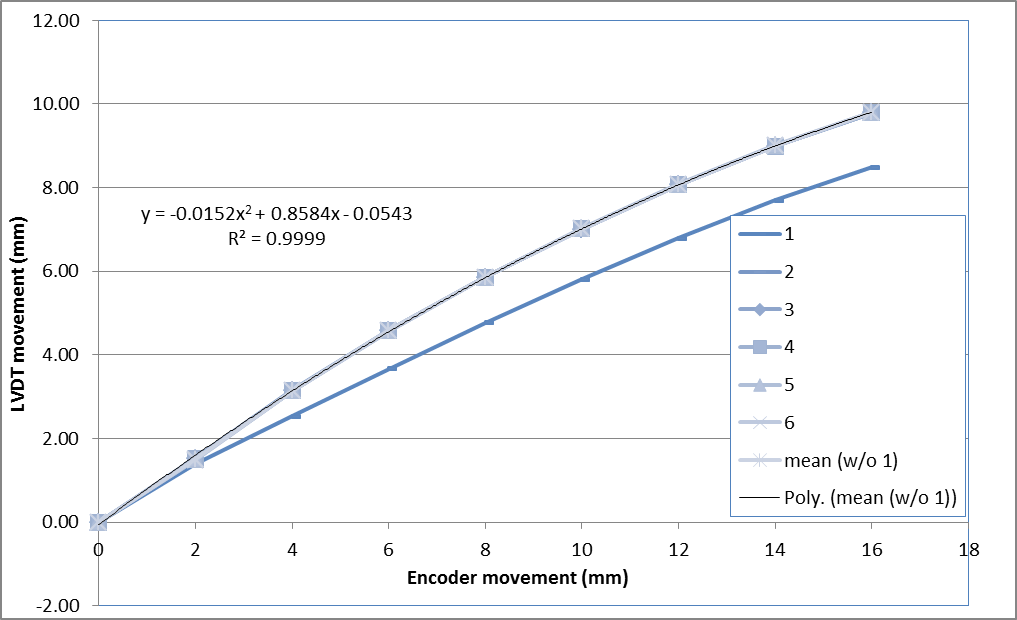 12.00
10.00
8.00
6.00
4.00
2.00
0.00
-2.00
LVDT movement (mm)
y = -0.0152x² + 0.8584x - 0.0543
R² = 0.9999
1
2
3
4
5
6
mean (w/o 1)
Poly. (mean (w/o 1))
0 2 4 6 8 10 12 14 16 18
Encoder movement (mm)